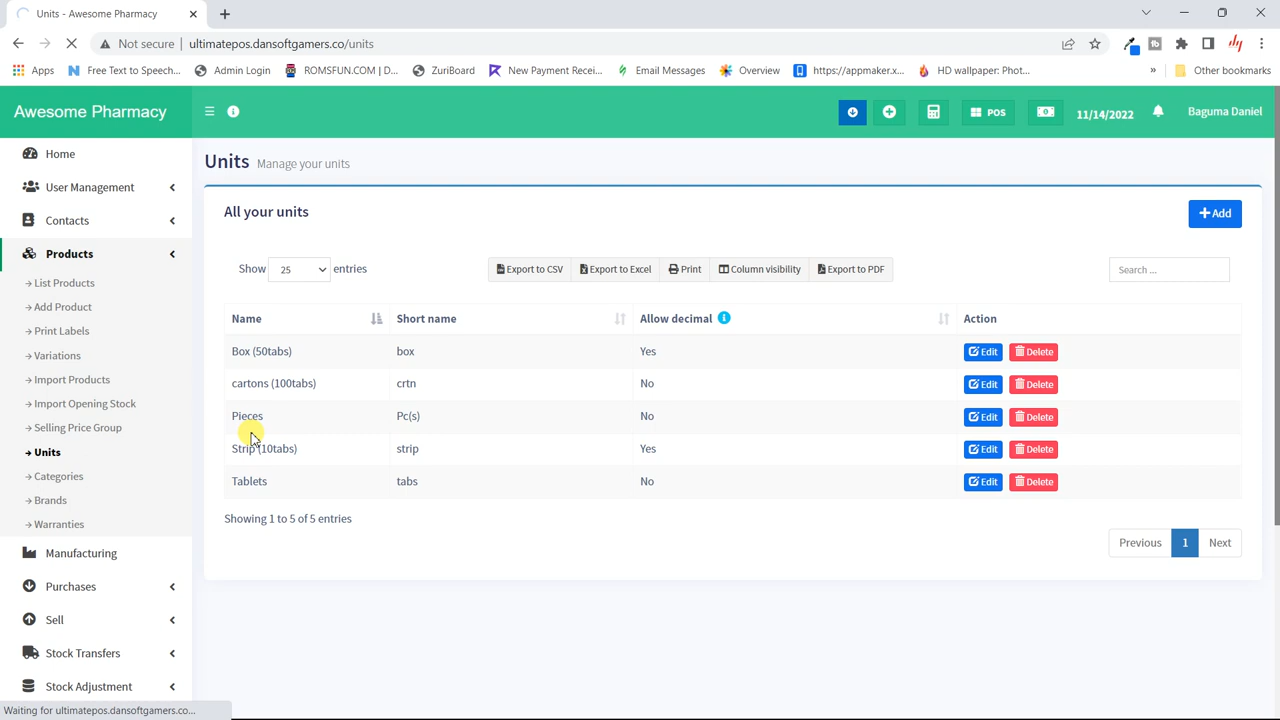 Units - Awesome Pharmacy
Not secure ultimatepos.dansoftgamers.co/units
Apps Free Text to Speech... Admin Login ROMSFUN.COM | D... ZuriBoard New Payment Recei... Email Messages Overview https://appmaker.x... HD wallpaper: Phot... » Other bookmarks
Awesome Pharmacy POS 11/14/2022 Baguma Daniel
Home
User Management
Contacts
Products
List Products
Add Product
Print Labels
Variations
Import Products
Import Opening Stock
Selling Price Group
Units
Categories
Brands
Warranties
Manufacturing
Purchases
Sell
Stock Transfers
Stock Adjustment
Units Manage your units
All your units
+ Add
Show 25 entries Export to CSV Export to Excel Print Column visibility Export to PDF Search ...
Name Short name Allow decimal Action
Box (50tabs) box Yes Edit Delete
cartons (100tabs) crtn No Edit Delete
Pieces Pc(s) No Edit Delete
Strip (10tabs) strip Yes Edit Delete
Tablets tabs No Edit Delete
Showing 1 to 5 of 5 entries
Previous 1 Next
Waiting for ultimatepos.dansoftgamers.co...